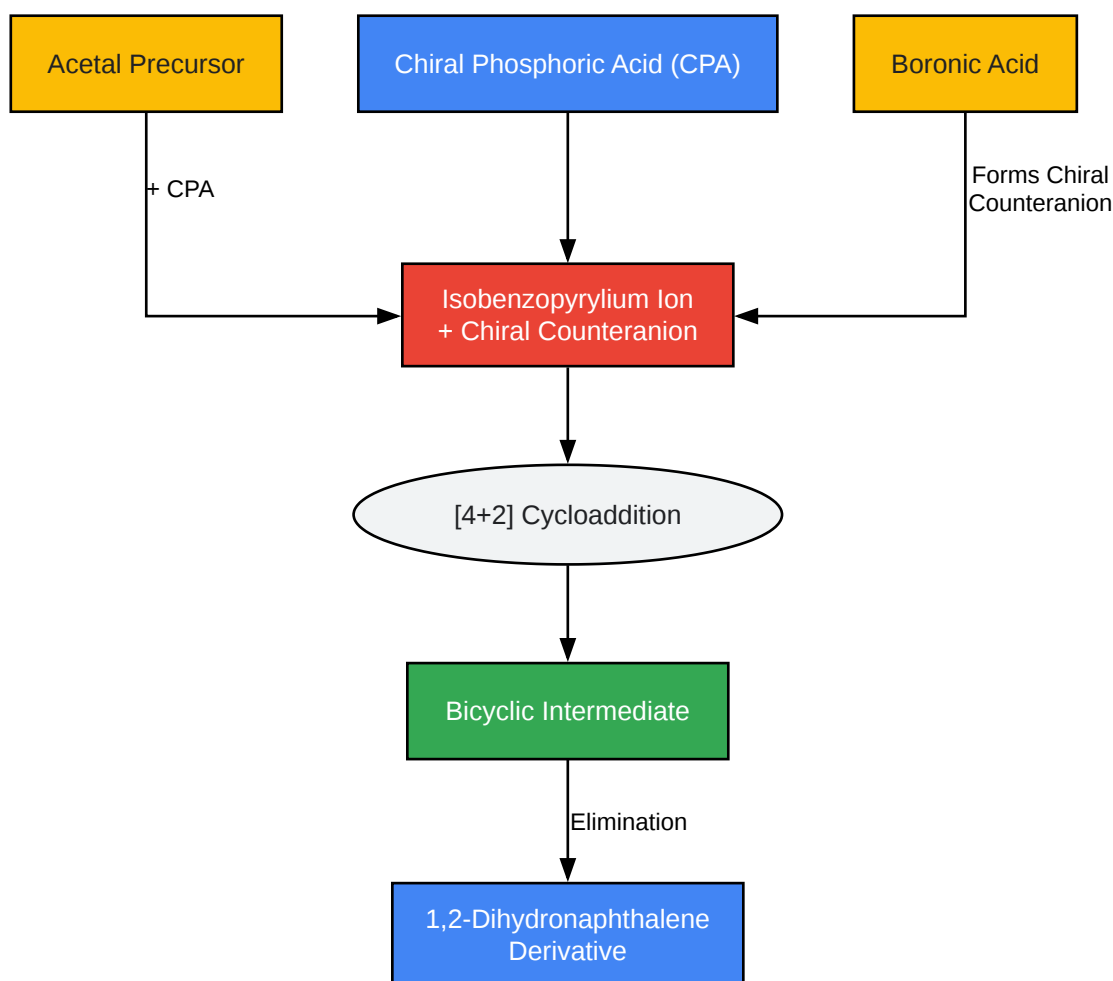 Acetal Precursor
Chiral Phosphoric Acid (CPA)
Boronic Acid
+ CPA
Forms Chiral
Counteranion
Isobenzopyrylium Ion
+ Chiral Counteranion
[4+2] Cycloaddition
Bicyclic Intermediate
Elimination
1,2-Dihydronaphthalene
Derivative